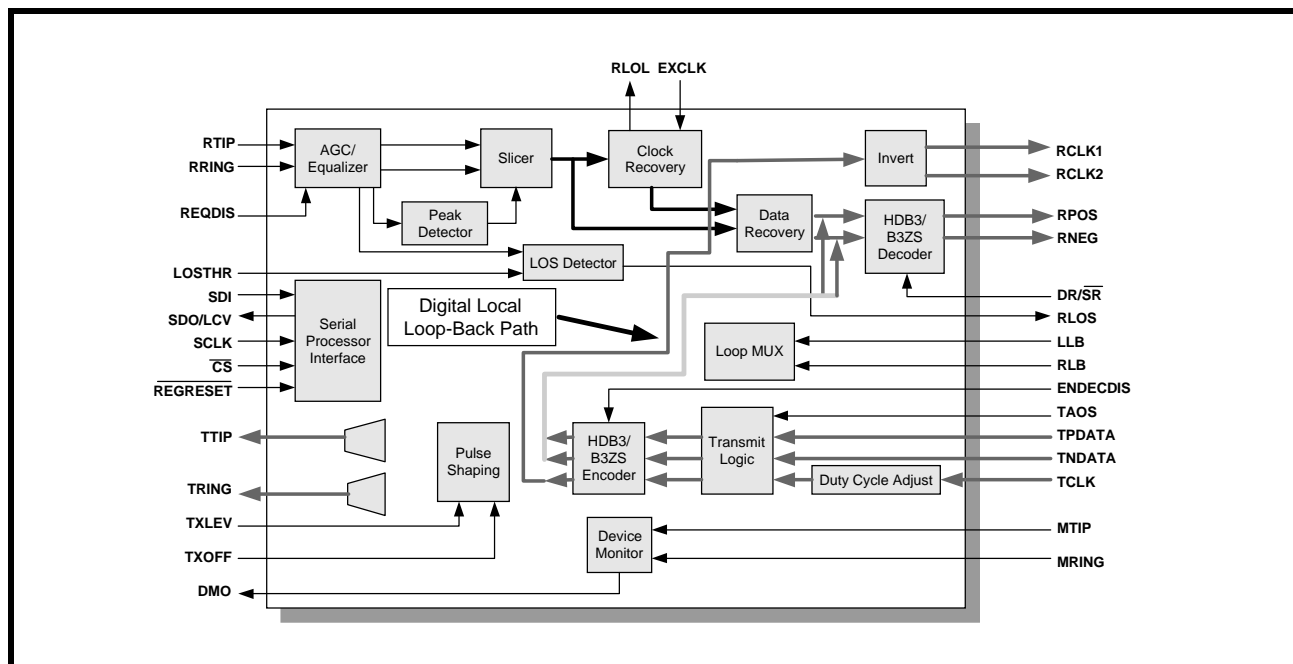 RLOL EXCLK
RTIP
RRING
REQDIS
LOSTHR
SDI
SDO/LCV
SCLK
CS
REGRESET
TTIP
TRING
TXLEV
TXOFF
DMO
AGC/
Equalizer
Peak
Detector
Slicer
LOS Detector
Clock
Recovery
Data
Recovery
Invert
HDB3/
B3ZS
Decoder
Serial
Processor
Interface
Digital Local
Loop-Back Path
Loop MUX
HDB3/
B3ZS
Encoder
Transmit
Logic
Duty Cycle Adjust
Pulse
Shaping
Device
Monitor
RCLK1
RCLK2
RPOS
RNEG
DR/SR
RLOS
LLB
RLB
ENDECDIS
TAOS
TPDATA
TNDATA
TCLK
MTIP
MRING